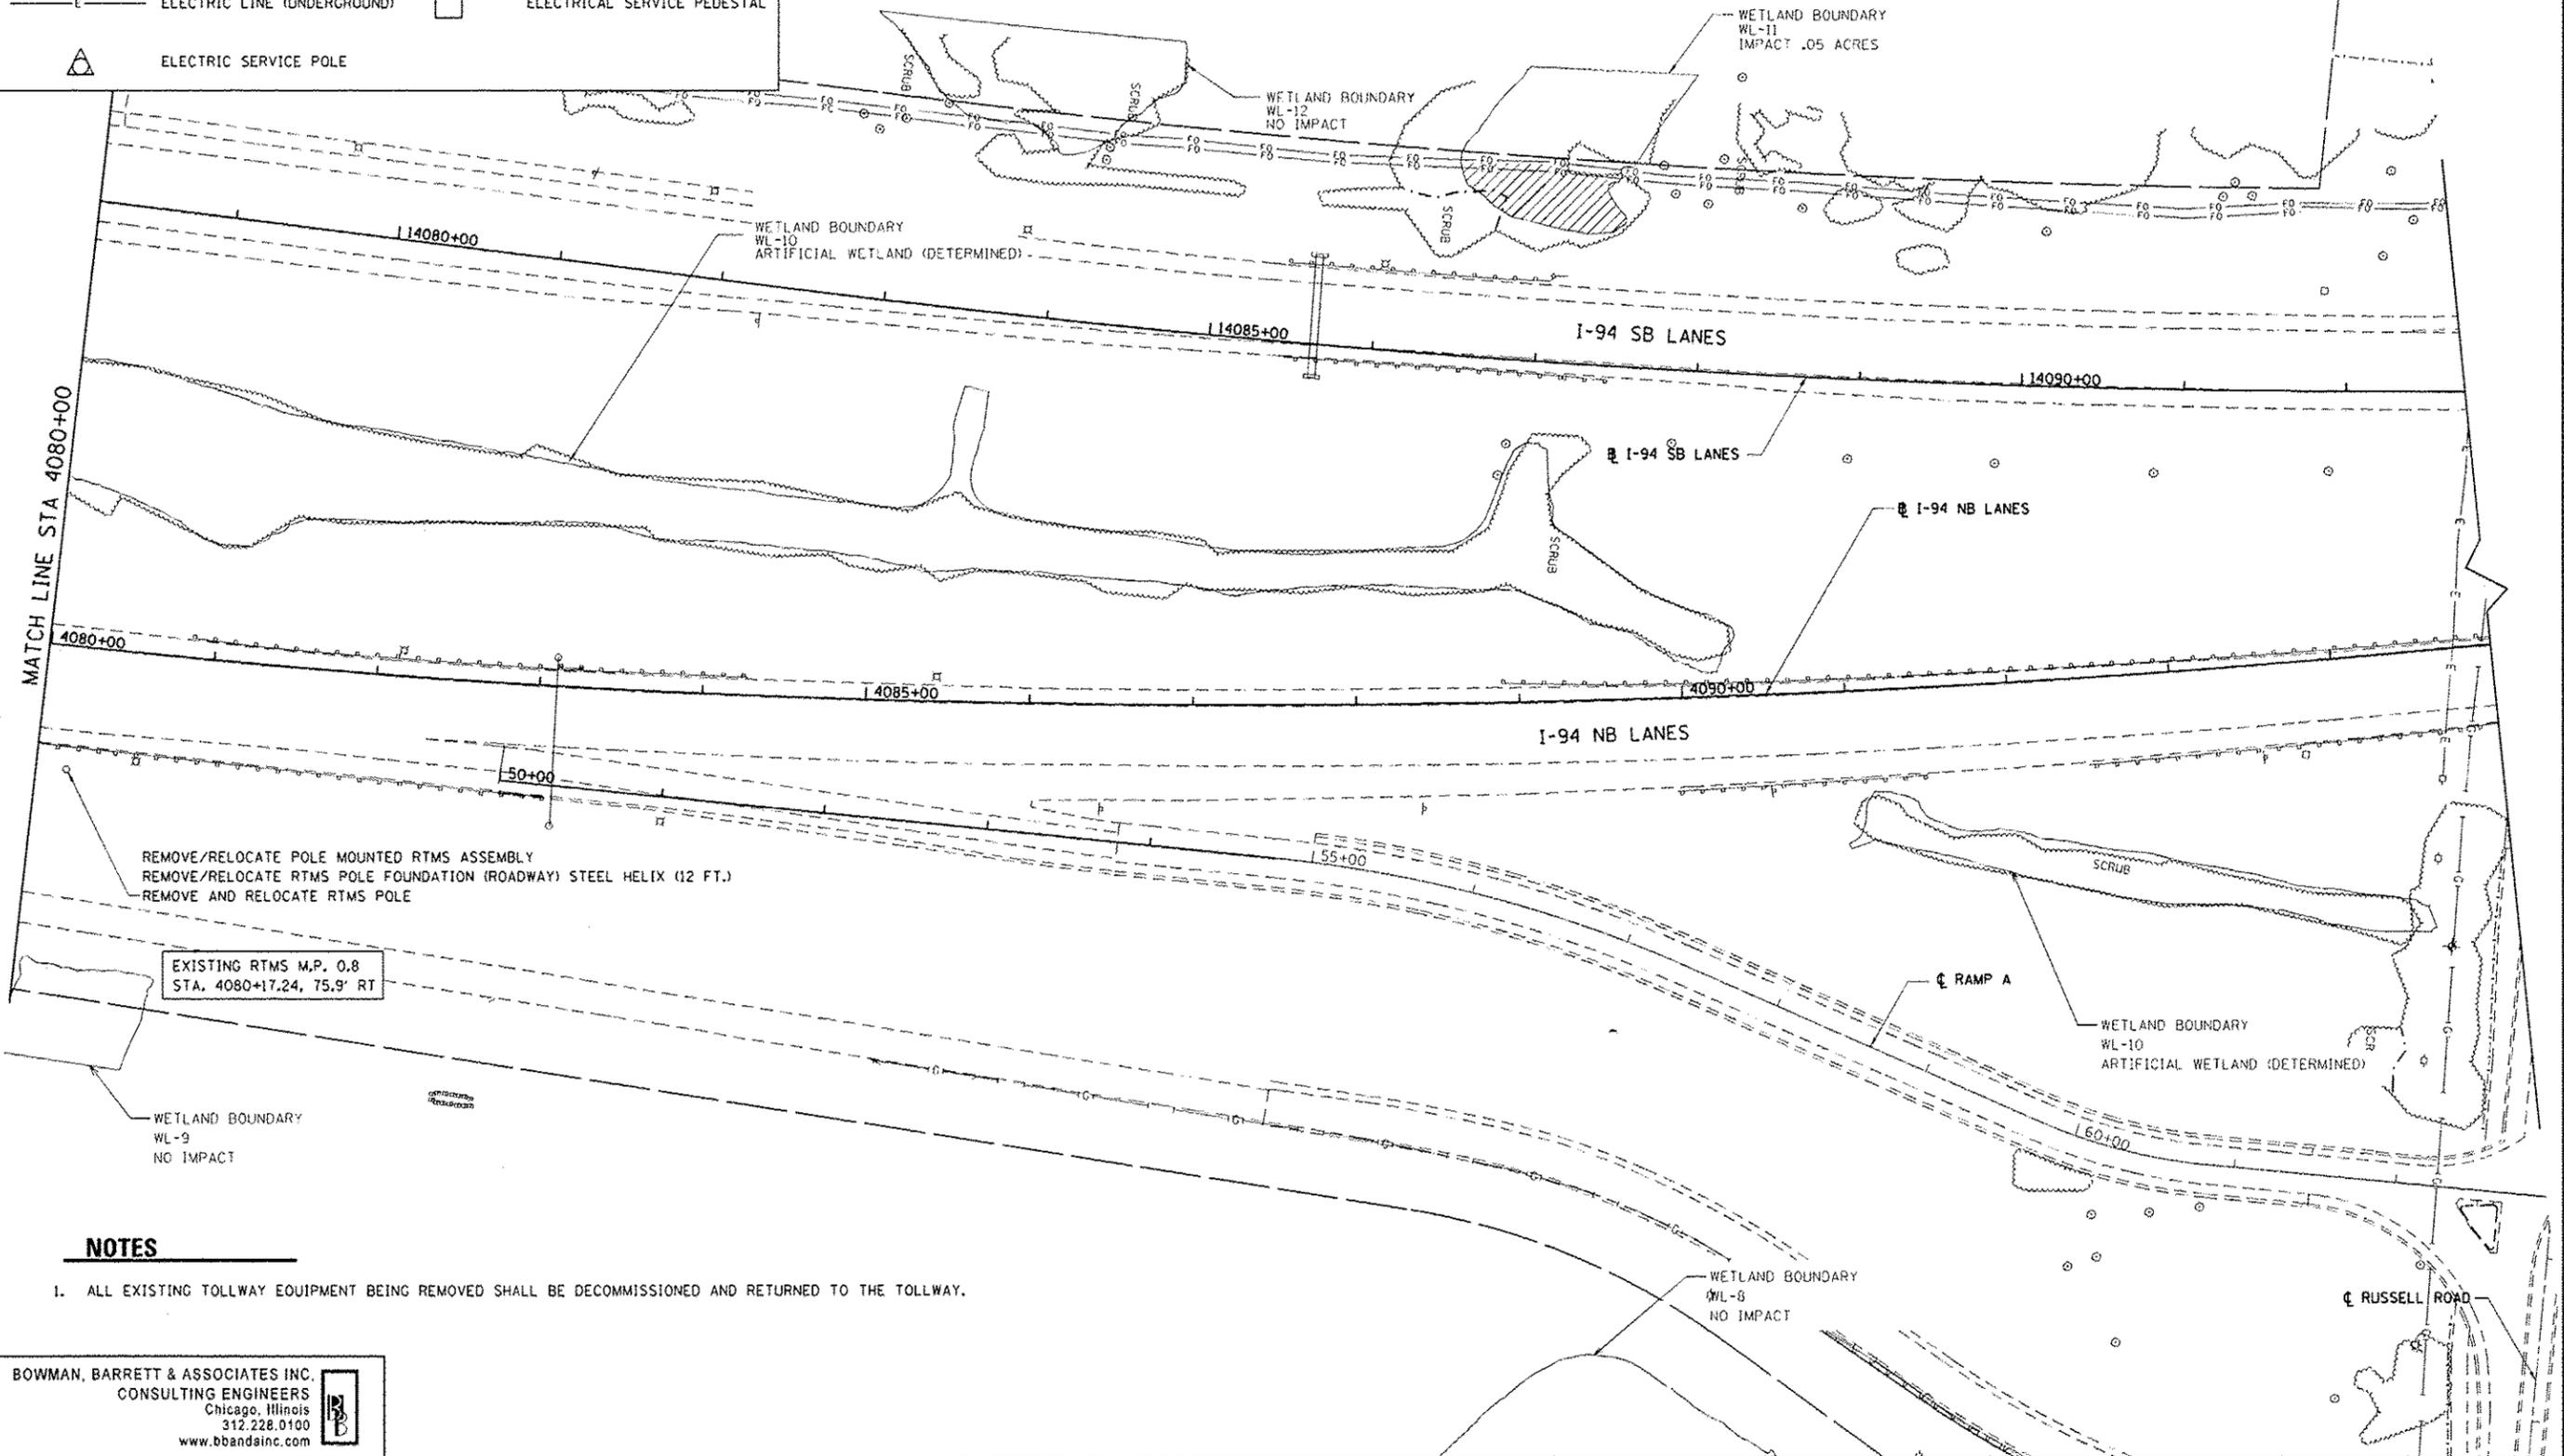 ELECTRIC LINE (UNDERGROUND)
ELECTRICAL SERVICE PEDESTAL
ELECTRIC SERVICE POLE
WETLAND BOUNDARY
WL-11
IMPACT .05 ACRES
WETLAND BOUNDARY
WL-12
NO IMPACT
SCRUB
SCRUB
SCRUB
SCRUB
14080+00
WETLAND BOUNDARY
WL-10
ARTIFICIAL WETLAND (DETERMINED)
14085+00
I-94 SB LANES
14090+00
MATCH LINE STA 4080+00
℄ I-94 SB LANES
℄ I-94 NB LANES
SCRUB
4080+00
4085+00
4090+00
I-94 NB LANES
50+00
55+00
REMOVE/RELOCATE POLE MOUNTED RTMS ASSEMBLY
REMOVE/RELOCATE RTMS POLE FOUNDATION (ROADWAY) STEEL HELIX (12 FT.)
REMOVE AND RELOCATE RTMS POLE
SCRUB
EXISTING RTMS M.P. 0.8
STA. 4080+17.24, 75.9' RT
℄ RAMP A
WETLAND BOUNDARY
WL-10
ARTIFICIAL WETLAND (DETERMINED)
SCR
60+00
WETLAND BOUNDARY
WL-9
NO IMPACT
NOTES
1. ALL EXISTING TOLLWAY EQUIPMENT BEING REMOVED SHALL BE DECOMMISSIONED AND RETURNED TO THE TOLLWAY.
WETLAND BOUNDARY
WL-8
NO IMPACT
℄ RUSSELL ROAD
BOWMAN, BARRETT & ASSOCIATES INC.
CONSULTING ENGINEERS
Chicago, Illinois
312.228.0100
www.bbandainc.com